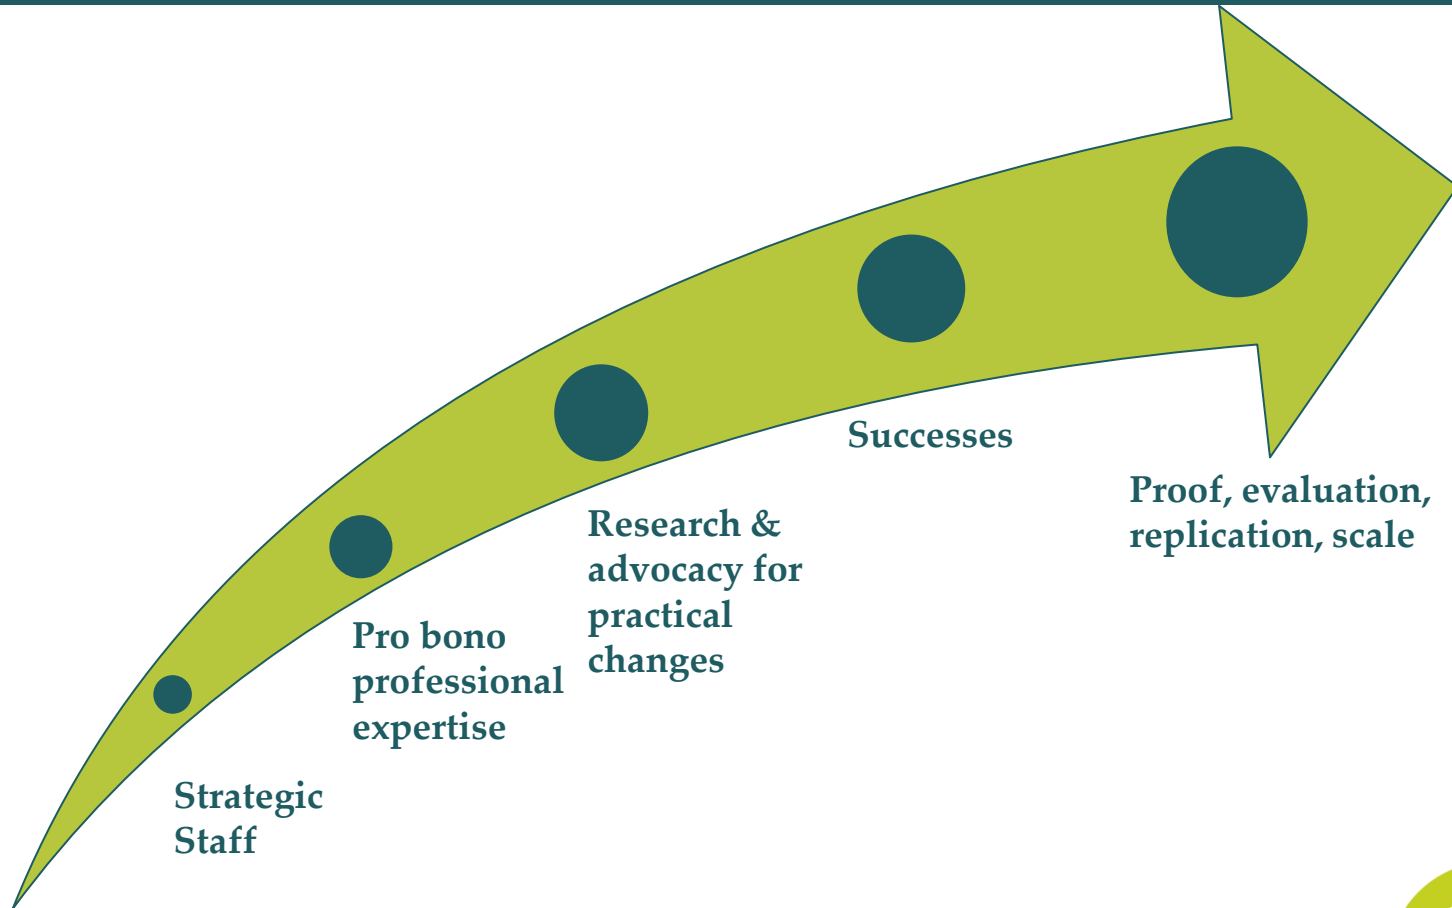 Strategic
Staff
Pro bono
professional
expertise
Research &
advocacy for
practical
changes
Successes
Proof, evaluation,
replication, scale